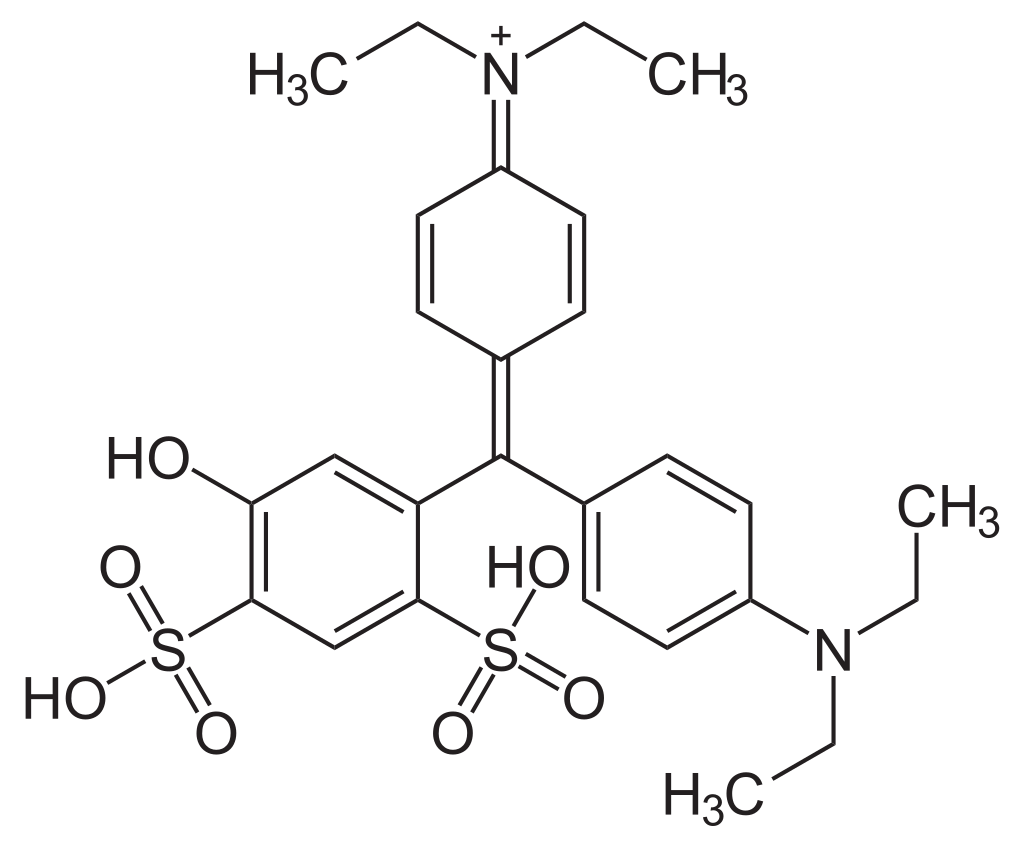 +
H3C N CH3
HO
CH3
O HO
S S N
HO O
O O
H3C